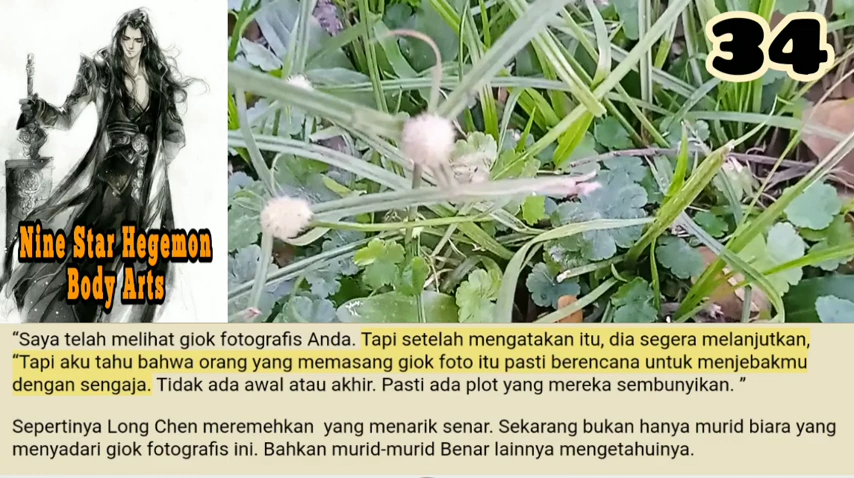 34
Nine Star Hegemon
Body Arts
“Saya telah melihat giok fotografis Anda. Tapi setelah mengatakan itu, dia segera melanjutkan,
“Tapi aku tahu bahwa orang yang memasang giok foto itu pasti berencana untuk menjebakmu
dengan sengaja. Tidak ada awal atau akhir. Pasti ada plot yang mereka sembunyikan. ”
Sepertinya Long Chen meremehkan  yang menarik senar. Sekarang bukan hanya murid biara yang
menyadari giok fotografis ini. Bahkan murid-murid Benar lainnya mengetahuinya.